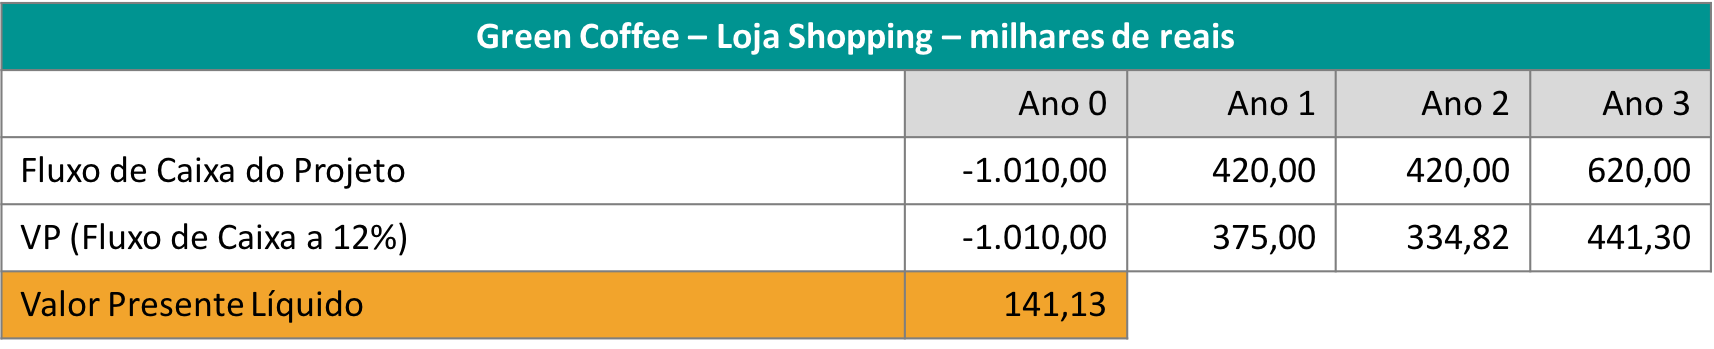 Green Coffee – Loja Shopping – milhares de reais
Ano 0 Ano 1 Ano 2 Ano 3
Fluxo de Caixa do Projeto -1.010,00 420,00 420,00 620,00
VP (Fluxo de Caixa a 12%) -1.010,00 375,00 334,82 441,30
Valor Presente Líquido 141,13